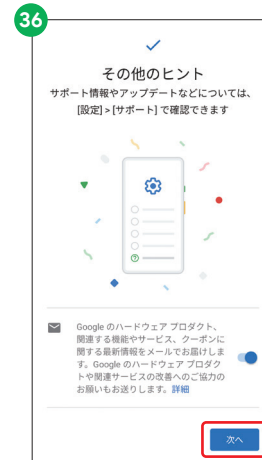 36
その他のヒント
サポート情報やアップデートなどについては、
[設定] > [サポート] で確認できます
Google のハードウェア プロダクト、
関連する機能やサービス、クーポンに
関する最新情報をメールでお届けしま
す。Google のハードウェア プロダク
トや関連サービスの改善へのご協力の
お願いもお送りします。詳細
次へ